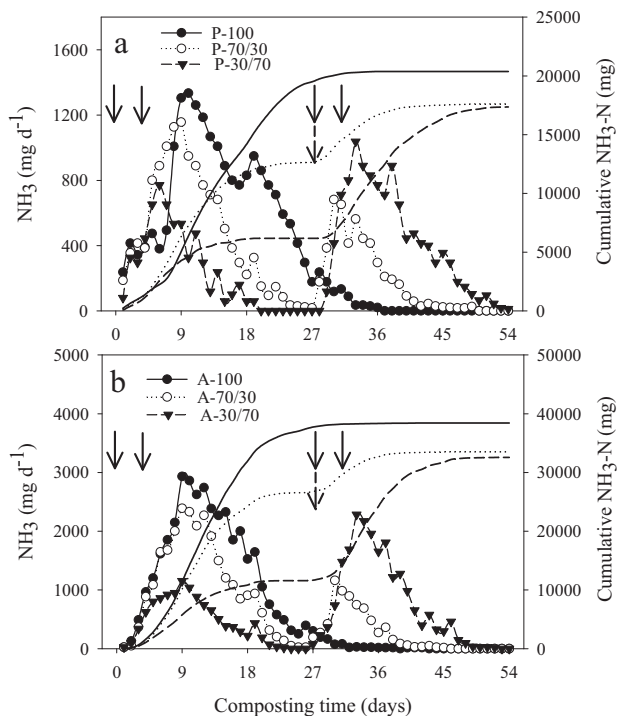 a
P-100
P-70/30
P-30/70
NH3 (mg d-1)
1600
1200
800
400
0
Cumulative NH3-N (mg)
25000
20000
15000
10000
5000
0
0 9 18 27 36 45 54
b
A-100
A-70/30
A-30/70
NH3 (mg d-1)
5000
4000
3000
2000
1000
0
Cumulative NH3-N (mg)
50000
40000
30000
20000
10000
0
0 9 18 27 36 45 54
Composting time (days)